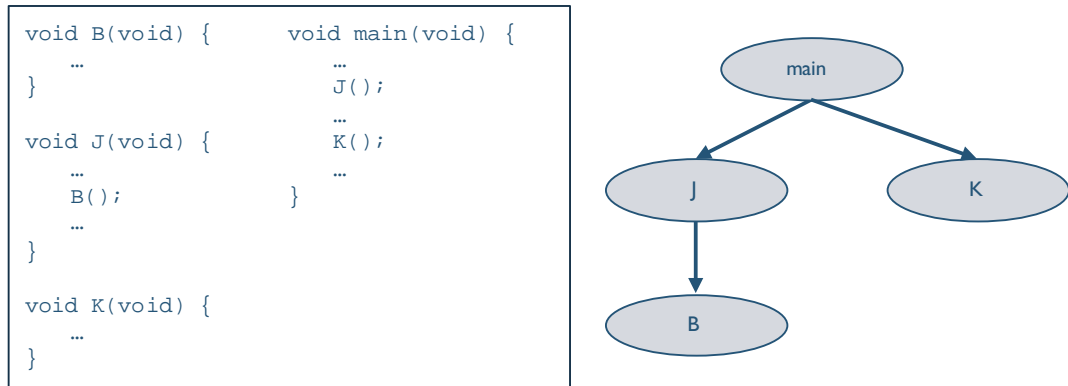 void B(void) {
…
}
void J(void) {
…
B();
…
}
void K(void) {
…
}
void main(void) {
…
J();
…
K();
…
}
main
J
K
B